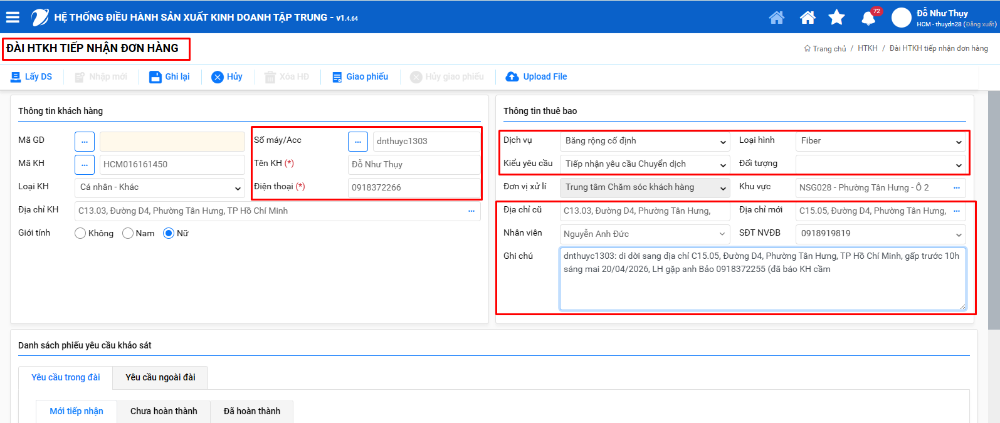 HỆ THỐNG ĐIỀU HÀNH SẢN XUẤT KINH DOANH TẬP TRUNG - v1.4.64
72
Đỗ Như Thụy
HCM - thuydn28 (Đăng xuất)
ĐÀI HTKH TIẾP NHẬN ĐƠN HÀNG
Trang chủ / HTKH / Đài HTKH tiếp nhận đơn hàng
Lấy DS Nhập mới Ghi lại Hủy Xóa HĐ Giao phiếu Hủy giao phiếu Upload File
Thông tin khách hàng
Mã GD
Số máy/Acc dnthuyc1303
Mã KH HCM016161450
Tên KH (*) Đỗ Như Thụy
Loại KH Cá nhân - Khác
Điện thoại (*) 0918372266
Địa chỉ KH C13.03, Đường D4, Phường Tân Hưng, TP Hồ Chí Minh
Giới tính Không Nam Nữ
Thông tin thuê bao
Dịch vụ Băng rộng cố định Loại hình Fiber
Kiểu yêu cầu Tiếp nhận yêu cầu Chuyển dịch Đối tượng
Đơn vị xử lí Trung tâm Chăm sóc khách hàng Khu vực NSG028 - Phường Tân Hưng - Ô 2
Địa chỉ cũ C13.03, Đường D4, Phường Tân Hưng, Địa chỉ mới C15.05, Đường D4, Phường Tân Hưng,
Nhân viên Nguyễn Anh Đức SĐT NVĐB 0918919819
Ghi chú dnthuyc1303: di dời sang địa chỉ C15.05, Đường D4, Phường Tân Hưng, TP Hồ Chí Minh, gấp trước 10h
sáng mai 20/04/2026, LH gặp anh Bảo 0918372255 (đã báo KH cầm
Danh sách phiếu yêu cầu khảo sát
Yêu cầu trong đài Yêu cầu ngoài đài
Mới tiếp nhận Chưa hoàn thành Đã hoàn thành